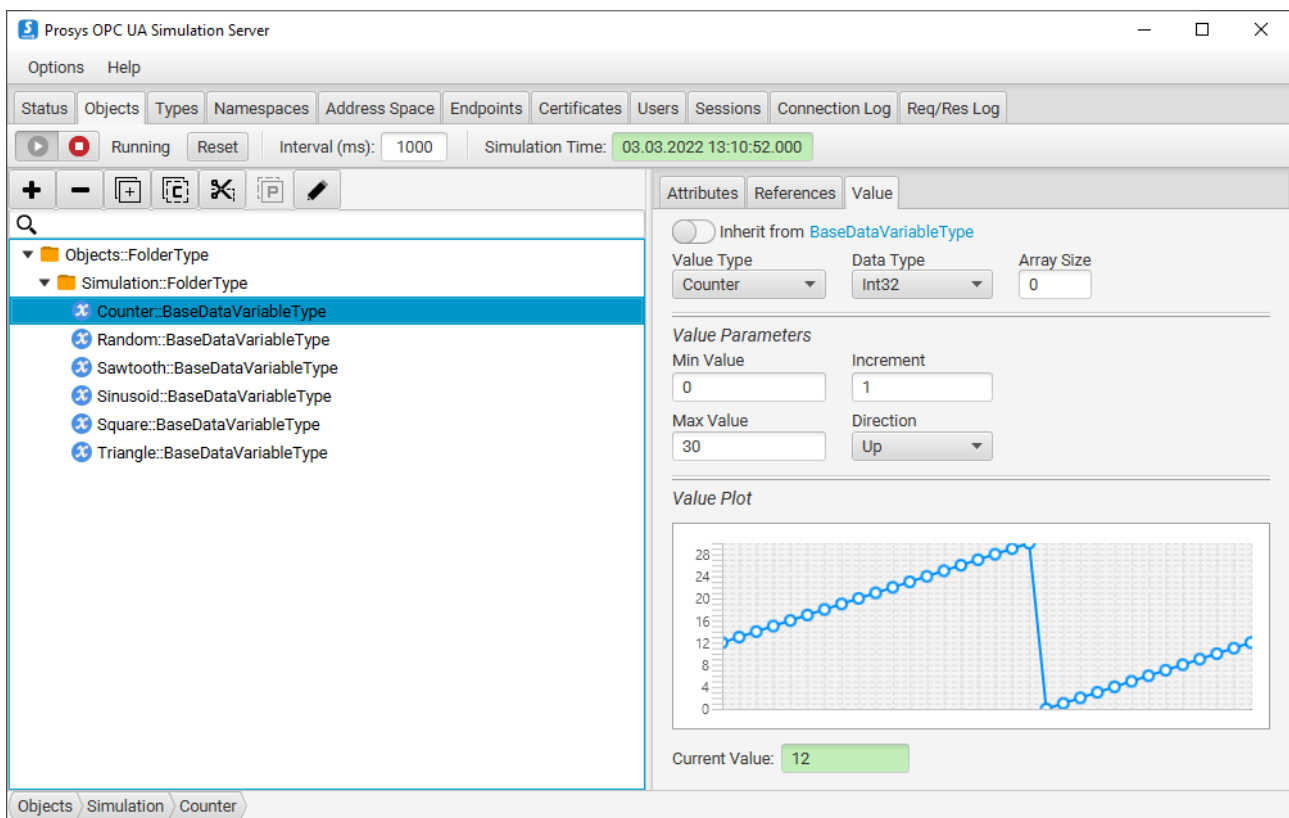 Prosys OPC UA Simulation Server
Options Help
Status Objects Types Namespaces Address Space Endpoints Certificates Users Sessions Connection Log Req/Res Log
Running Reset Interval (ms): 1000 Simulation Time: 03.03.2022 13:10:52.000
Objects::FolderType
Simulation::FolderType
Counter::BaseDataVariableType
Random::BaseDataVariableType
Sawtooth::BaseDataVariableType
Sinusoid::BaseDataVariableType
Square::BaseDataVariableType
Triangle::BaseDataVariableType
Attributes References Value
Inherit from BaseDataVariableType
Value Type Data Type Array Size
Counter Int32 0
Value Parameters
Min Value Increment
0 1
Max Value Direction
30 Up
Value Plot
28
24
20
16
12
8
4
0
Current Value: 12
Objects Simulation Counter